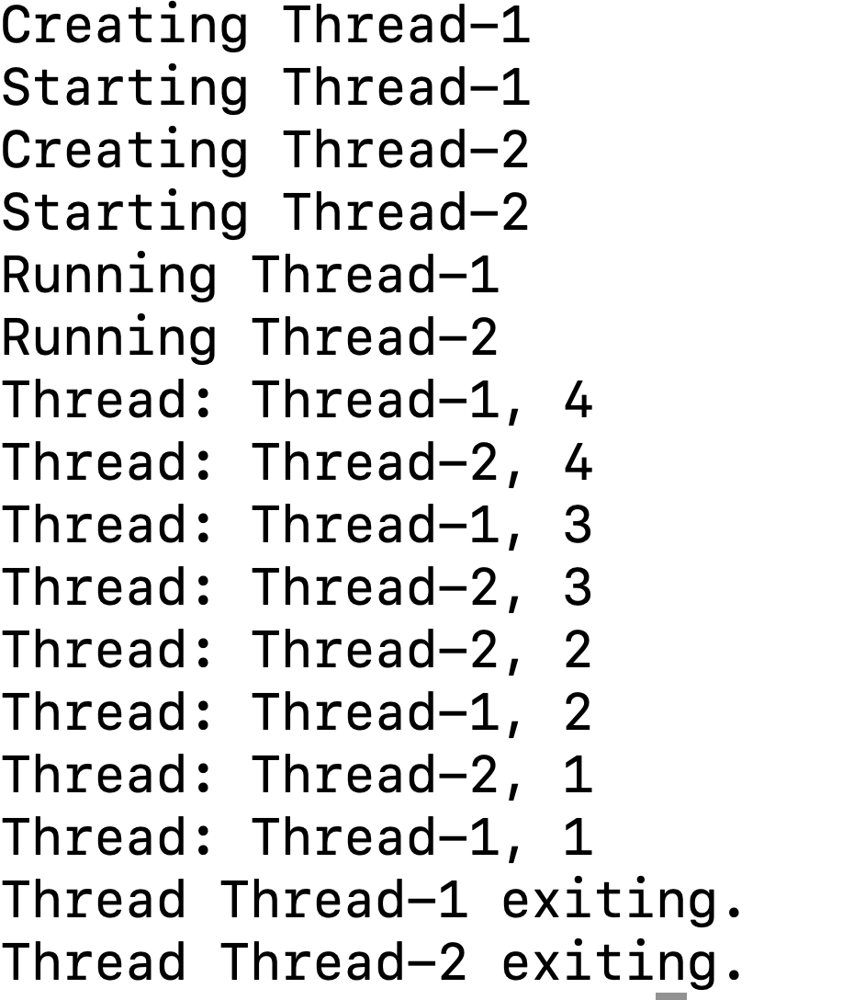 Creating Thread-1
Starting Thread-1
Creating Thread-2
Starting Thread-2
Running Thread-1
Running Thread-2
Thread: Thread-1, 4
Thread: Thread-2, 4
Thread: Thread-1, 3
Thread: Thread-2, 3
Thread: Thread-2, 2
Thread: Thread-1, 2
Thread: Thread-2, 1
Thread: Thread-1, 1
Thread Thread-1 exiting.
Thread Thread-2 exiting.